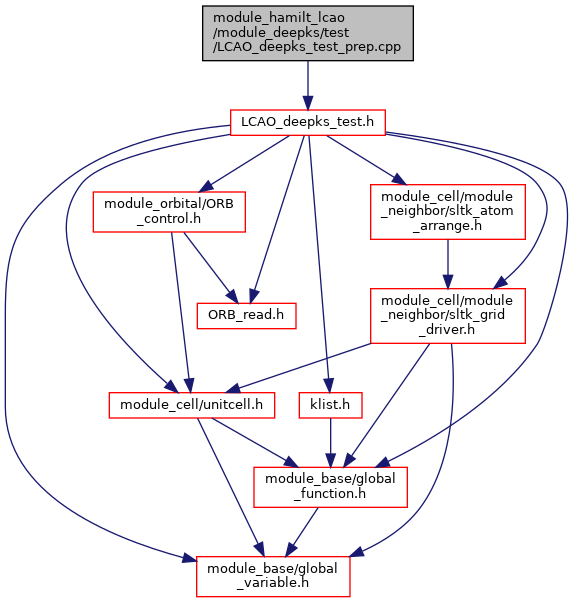 module_hamilt_lcao
/module_deepks/test
/LCAO_deepks_test_prep.cpp
LCAO_deepks_test.h
module_orbital/ORB
_control.h
module_cell/module
_neighbor/sltk_atom
_arrange.h
ORB_read.h
module_cell/module
_neighbor/sltk_grid
_driver.h
module_cell/unitcell.h
klist.h
module_base/global
_function.h
module_base/global
_variable.h